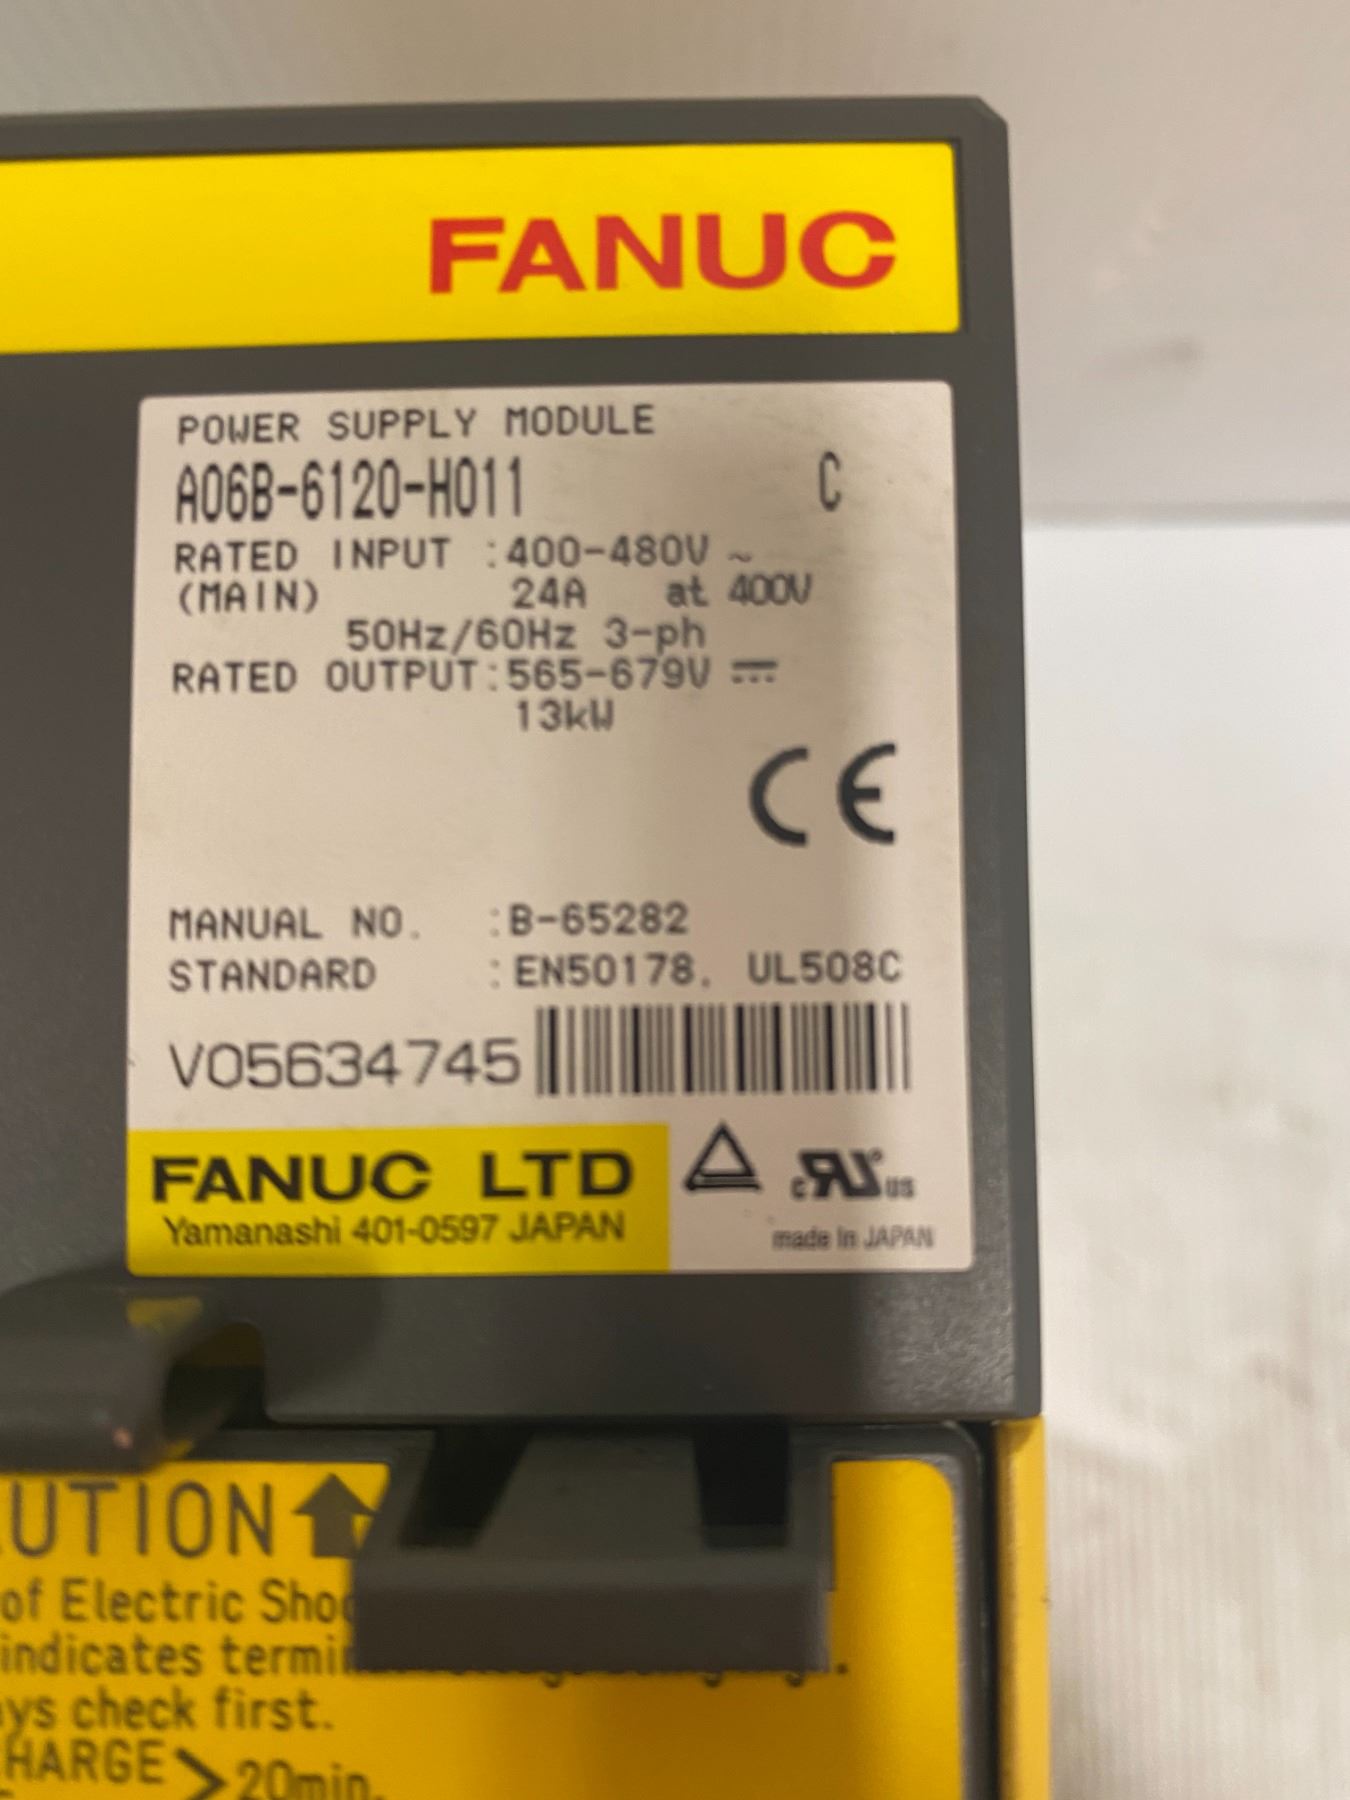 FANUC
POWER SUPPLY MODULE
A06B-6120-H011 C
RATED INPUT :400-480V ~
(MAIN) 24A at 400V
50Hz/60Hz 3-ph
RATED OUTPUT:565-679V ⎓
13kW
CE
MANUAL NO. :B-65282
STANDARD :EN50178. UL508C
V05634745
FANUC LTD
Yamanashi 401-0597 JAPAN
c RU us
made in JAPAN
UTION
of Electric Sho
indicates termi
ys check first.
HARGE > 20min.